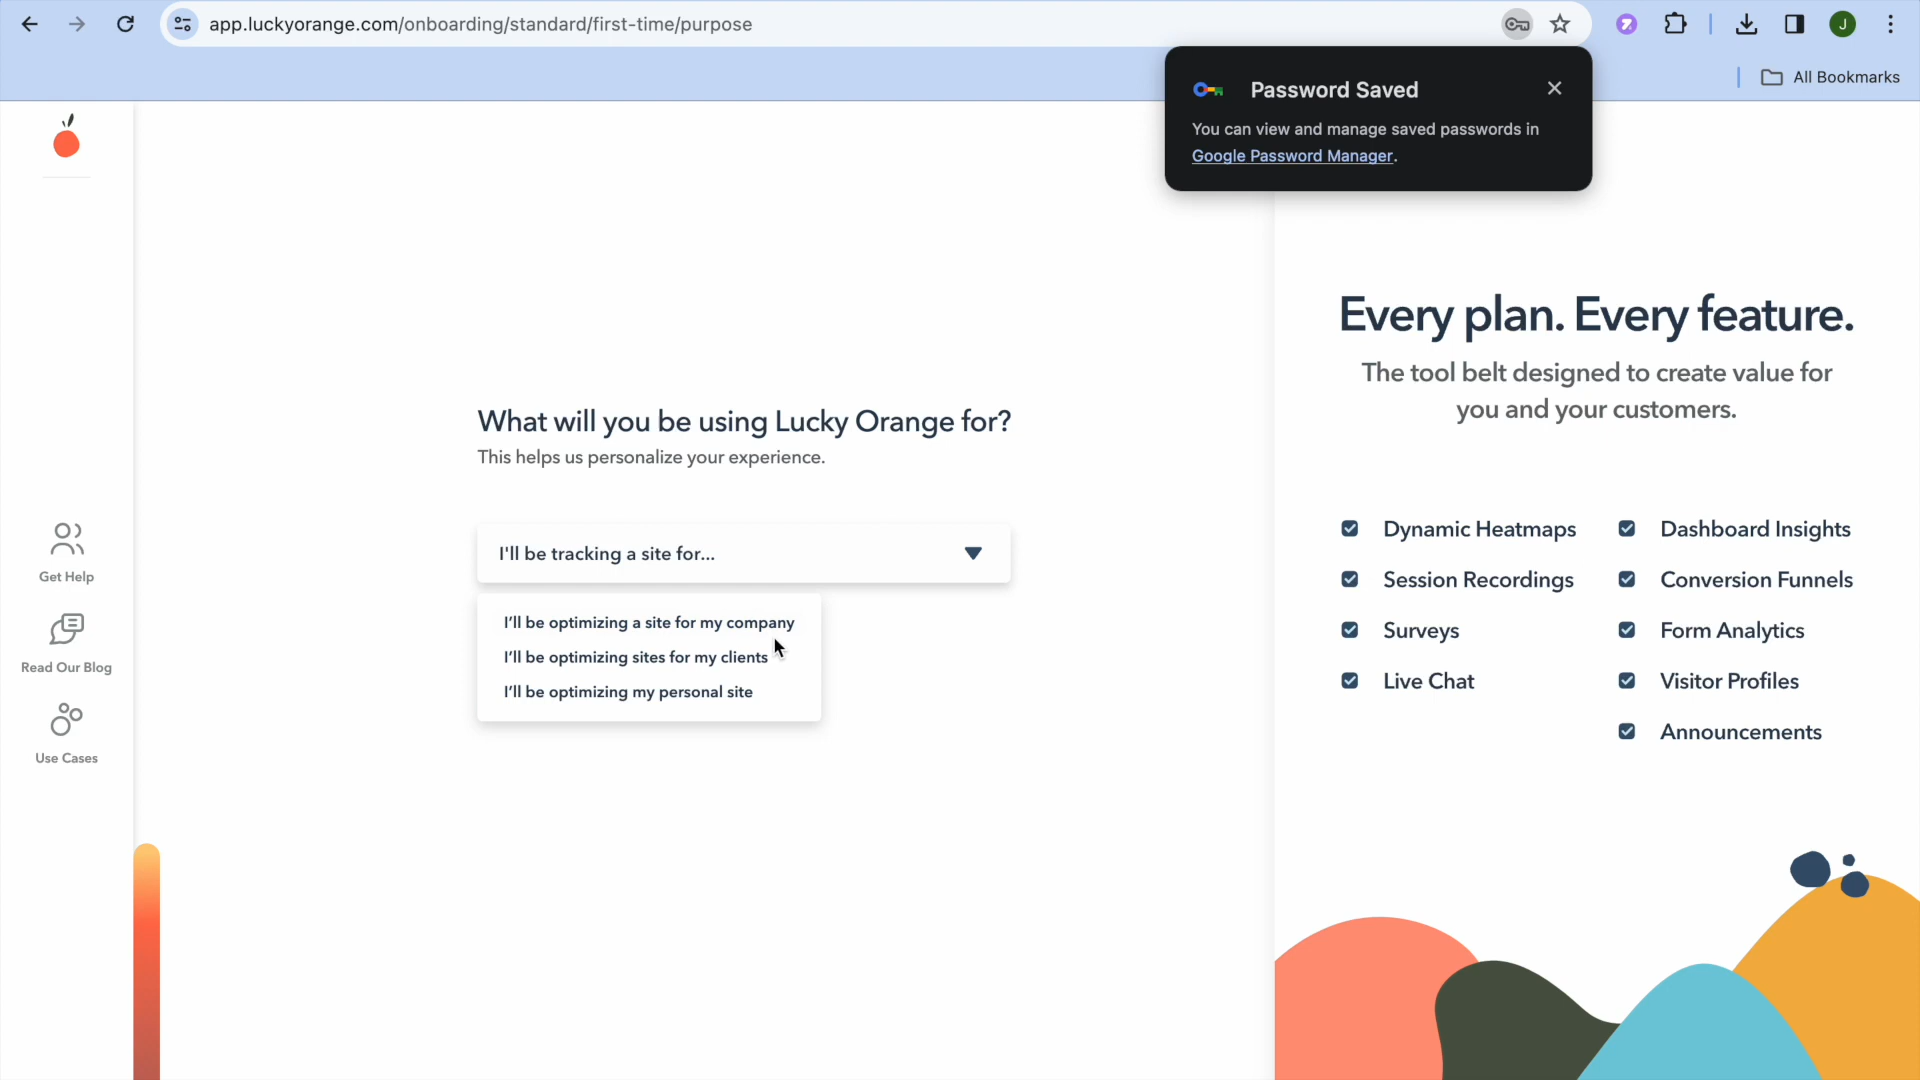 app.luckyorange.com/onboarding/standard/first-time/purpose
J
All Bookmarks
Password Saved
You can view and manage saved passwords in
Google Password Manager.
Get Help
Read Our Blog
Use Cases
What will you be using Lucky Orange for?
This helps us personalize your experience.
I'll be tracking a site for...
I'll be optimizing a site for my company
I'll be optimizing sites for my clients
I'll be optimizing my personal site
Every plan. Every feature.
The tool belt designed to create value for
you and your customers.
Dynamic Heatmaps
Session Recordings
Surveys
Live Chat
Dashboard Insights
Conversion Funnels
Form Analytics
Visitor Profiles
Announcements